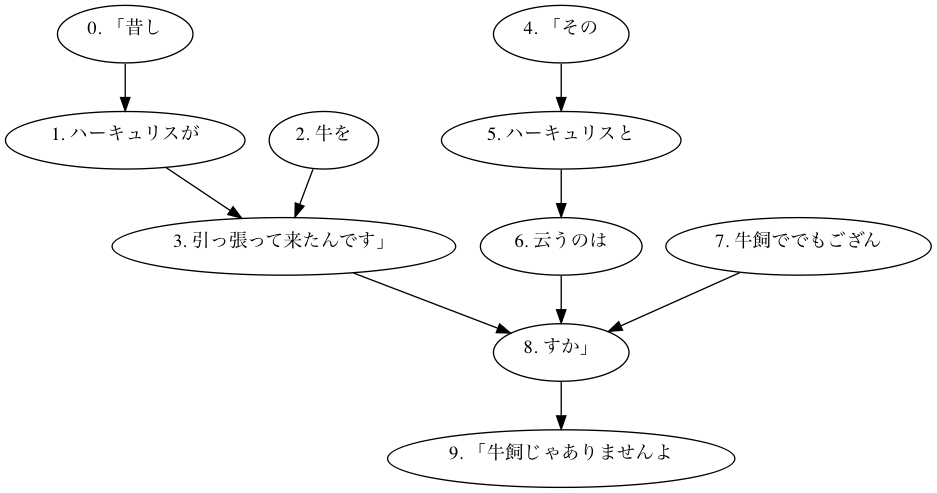 0. 「昔し
4. 「その
1. ハーキュリスが
2. 牛を
5. ハーキュリスと
3. 引っ張って来たんです」
6. 云うのは
7. 牛飼ででもござん
8. すか」
9. 「牛飼じゃありませんよ